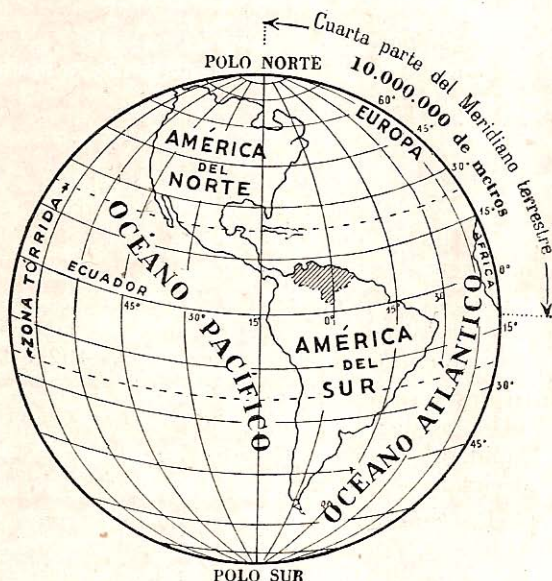 Cuarta parte del Meridiano terrestre
10.000.000 de metros
POLO NORTE
60°
45°
30°
15°
0°
15°
30°
45°
EUROPA
AFRICA
AMÉRICA
DEL
NORTE
ZONA TÓRRIDA
OCÉANO PACÍFICO
ECUADOR
45°
30°
15°
0°
15
30
AMÉRICA
DEL
SUR
OCÉANO ATLÁNTICO
POLO SUR